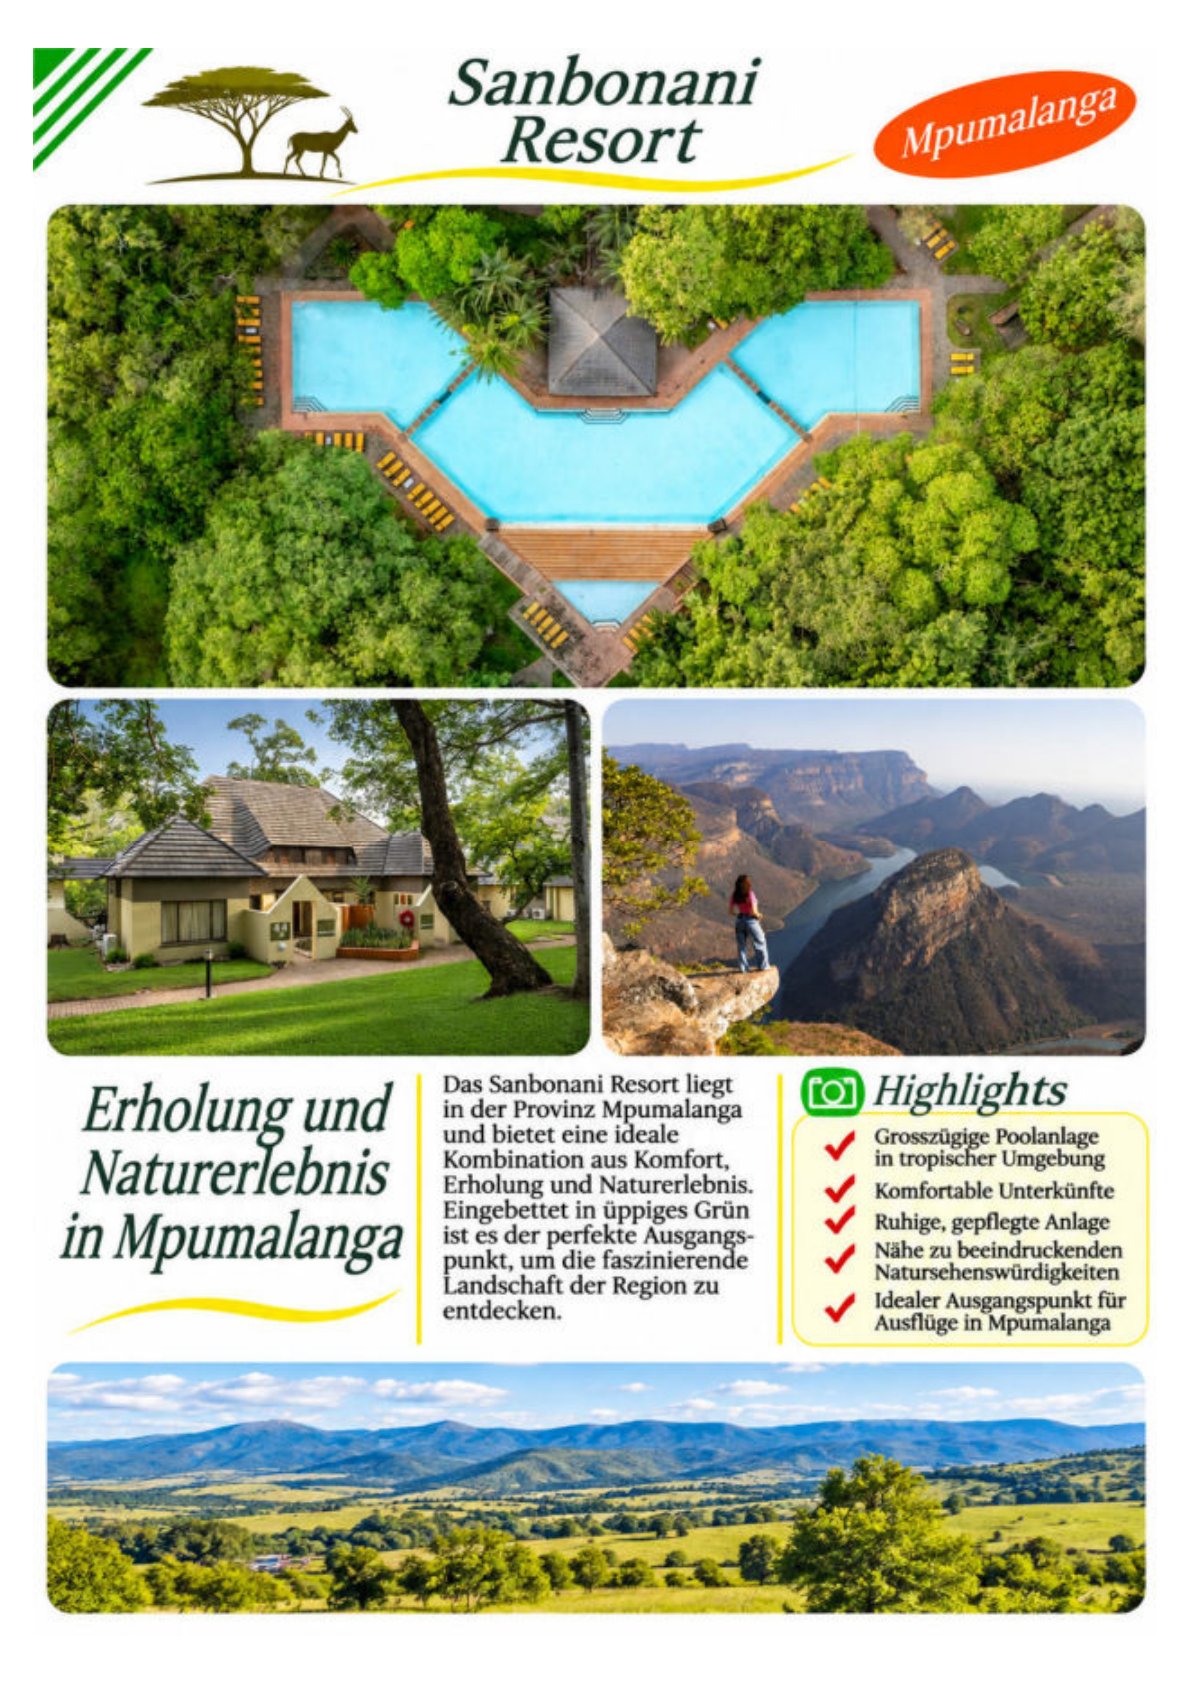 Sanbonani
Resort
Mpumalanga
Erholung und
Naturerlebnis
in Mpumalanga
Das Sanbonani Resort liegt
in der Provinz Mpumalanga
und bietet eine ideale
Kombination aus Komfort,
Erholung und Naturerlebnis.
Eingebettet in üppiges Grün
ist es der perfekte Ausgangs-
punkt, um die faszinierende
Landschaft der Region zu
entdecken.
Highlights
Grosszügige Poolanlage
in tropischer Umgebung
Komfortable Unterkünfte
Ruhige, gepflegte Anlage
Nähe zu beeindruckenden
Natursehenswürdigkeiten
Idealer Ausgangspunkt für
Ausflüge in Mpumalanga